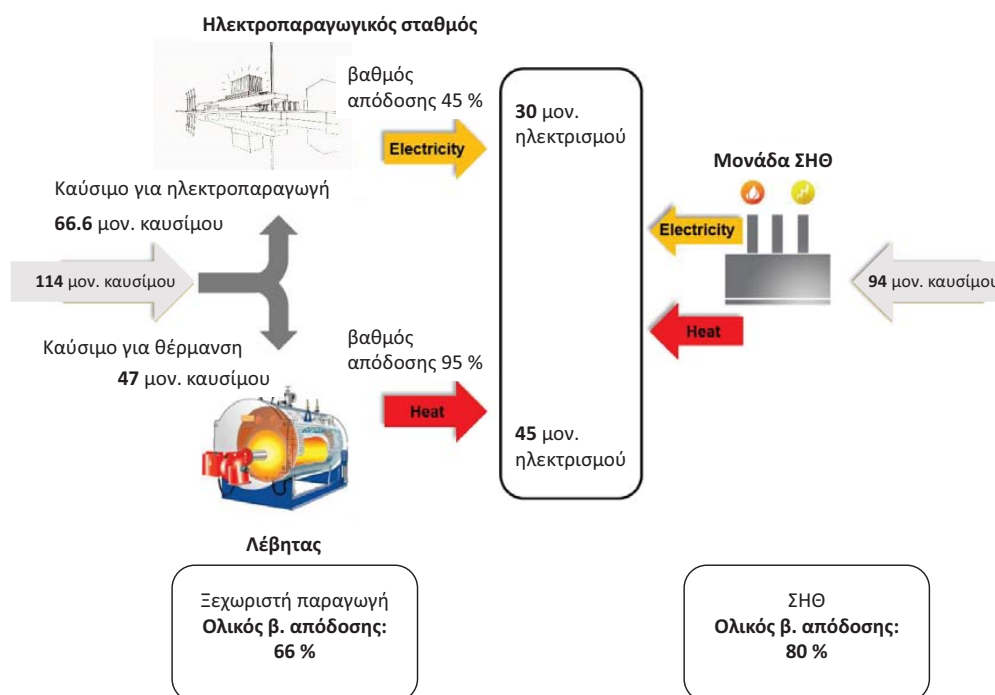 Ηλεκτροπαραγωγικός σταθμός
βαθμός
απόδοσης 45 %
Electricity
30 μον.
ηλεκτρισμού
Μονάδα ΣΗΘ
Electricity
Καύσιμο για ηλεκτροπαραγωγή
66.6 μον. καυσίμου
114 μον. καυσίμου
94 μον. καυσίμου
Heat
Καύσιμο για θέρμανση
47 μον. καυσίμου
βαθμός
απόδοσης 95 %
Heat
45 μον.
ηλεκτρισμού
Λέβητας
Ξεχωριστή παραγωγή
Ολικός β. απόδοσης:
66 %
ΣΗΘ
Ολικός β. απόδοσης:
80 %